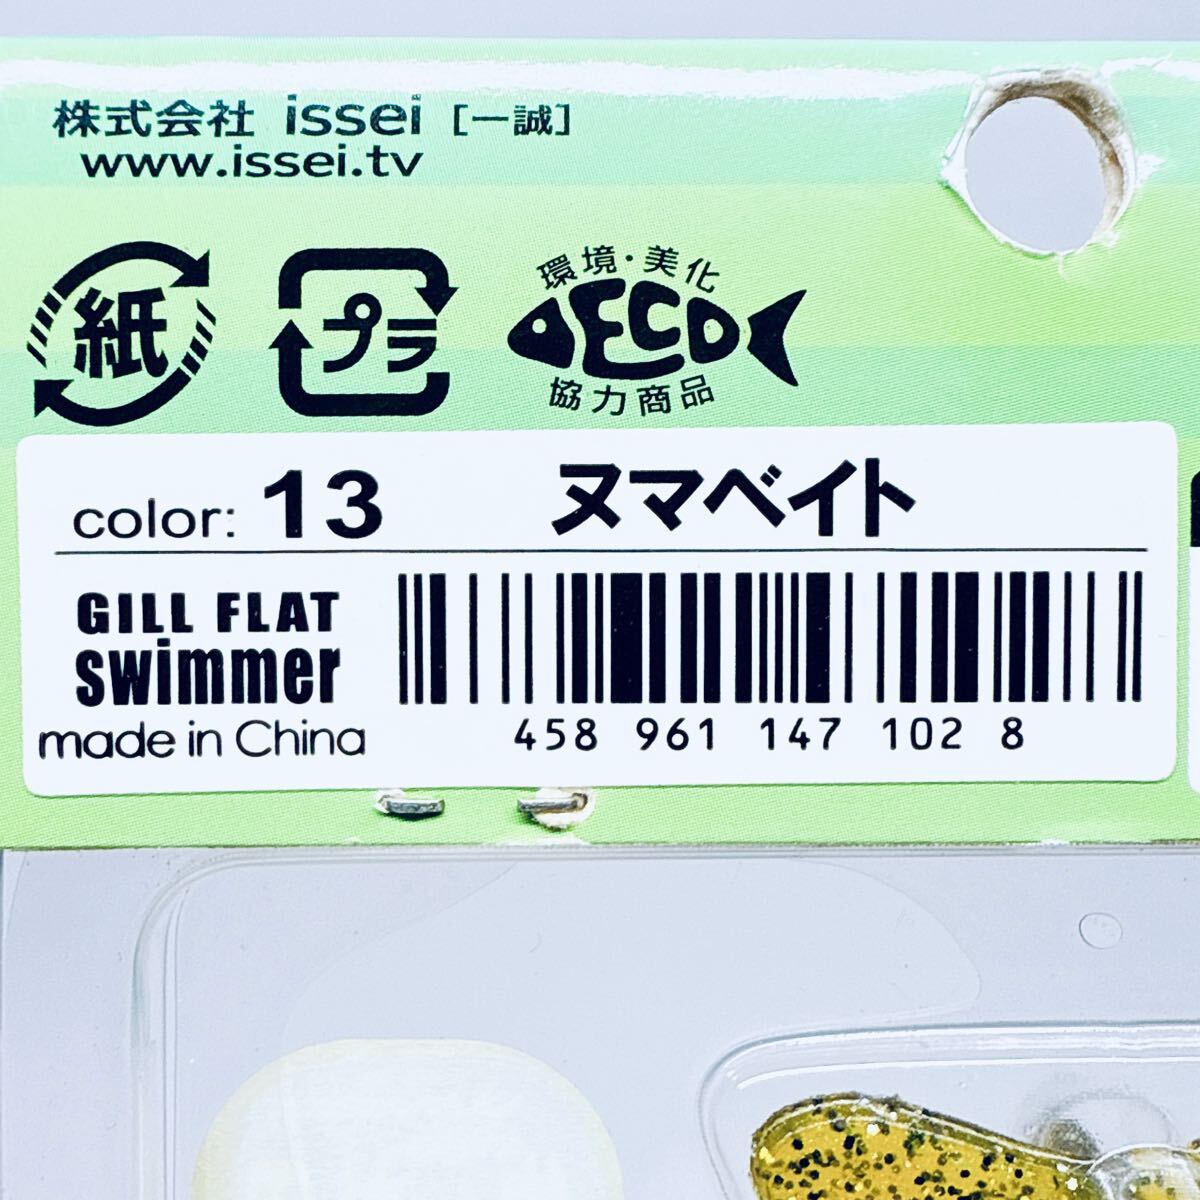 株式会社 issei [一誠]
www.issei.tv
紙
プラ
環境・美化
ECO
協力商品
color: 13 ヌマベイト
GILL FLAT
swimmer
made in China
458 961 147 102 8